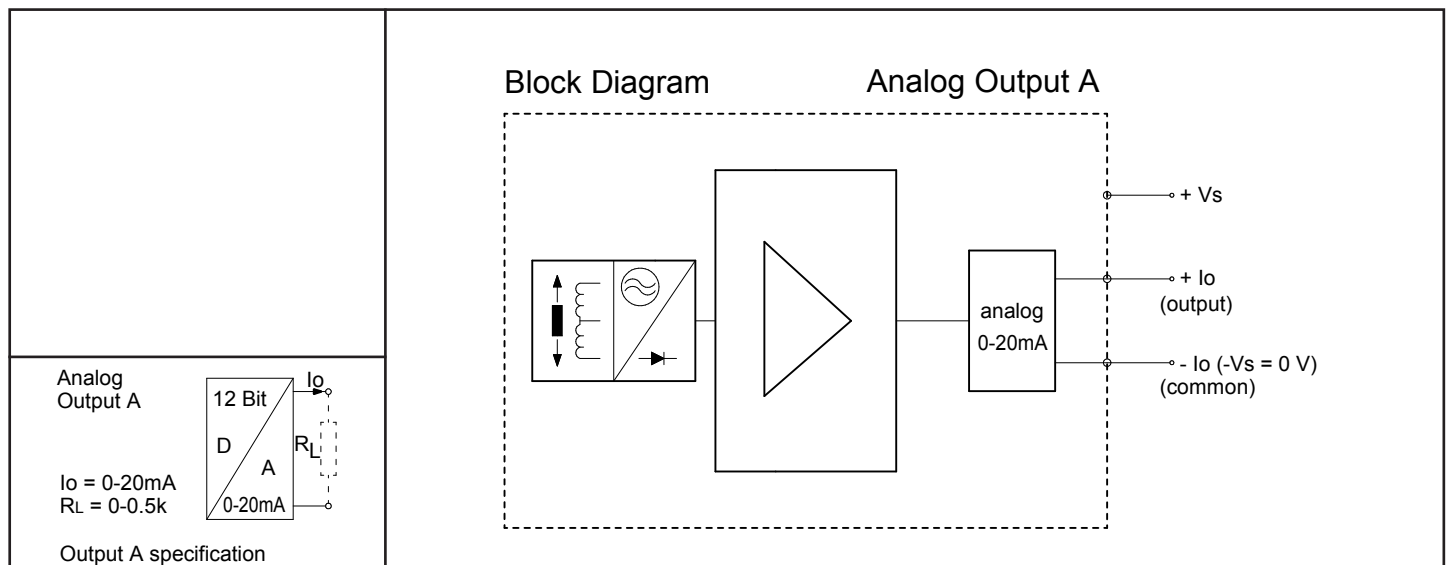 Block Diagram
Analog Output A
+ Vs
+ Io
(output)
analog
0-20mA
- Io (-Vs = 0 V)
(common)
Analog
Output A
Io
12 Bit
D
A
RL
0-20mA
Io = 0-20mA
RL = 0-0.5k
Output A specification